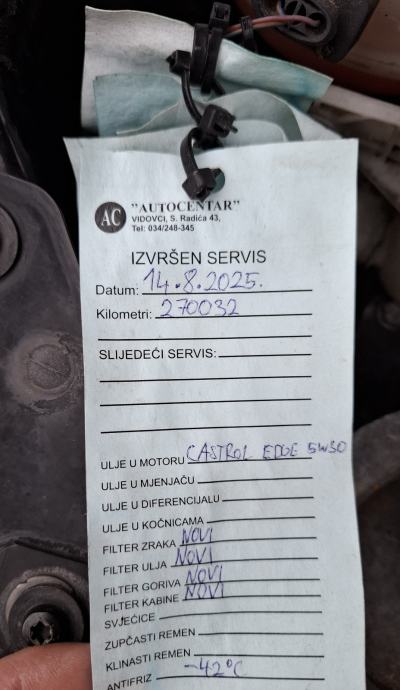 AC "AUTOCENTAR"
VIDOVCI, S. Radića 43,
Tel: 034/248-345
IZVRŠEN SERVIS
Datum: 14.8.2025.
Kilometri: 270032
SLIJEDEĆI SERVIS:
ULJE U MOTORU CASTROL EDGE 5W30
ULJE U MJENJAČU
ULJE U DIFERENCIJALU
ULJE U KOČNICAMA
FILTER ZRAKA NOVI
FILTER ULJA NOVI
FILTER GORIVA NOVI
FILTER KABINE NOVI
SVJEĆICE
ZUPČASTI REMEN
KLINASTI REMEN
ANTIFRIZ -42°C